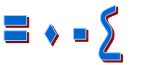 ٤ - ٠ =